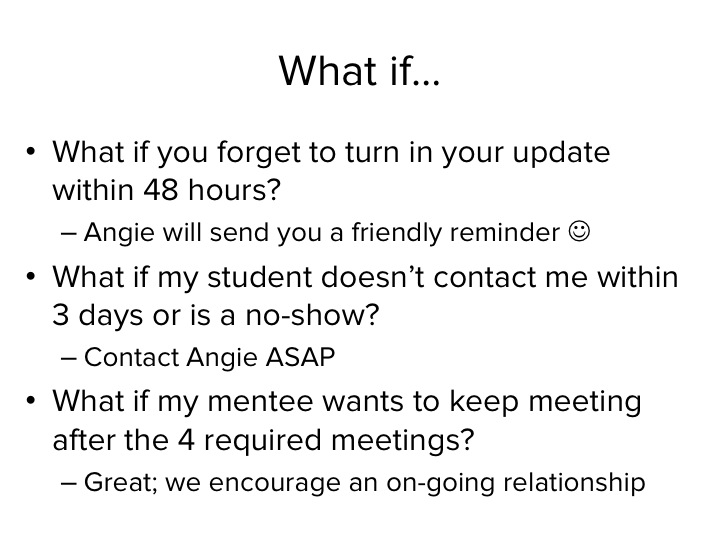 What if...
• What if you forget to turn in your update
within 48 hours?
– Angie will send you a friendly reminder ☺
• What if my student doesn’t contact me within
3 days or is a no-show?
– Contact Angie ASAP
• What if my mentee wants to keep meeting
after the 4 required meetings?
– Great; we encourage an on-going relationship